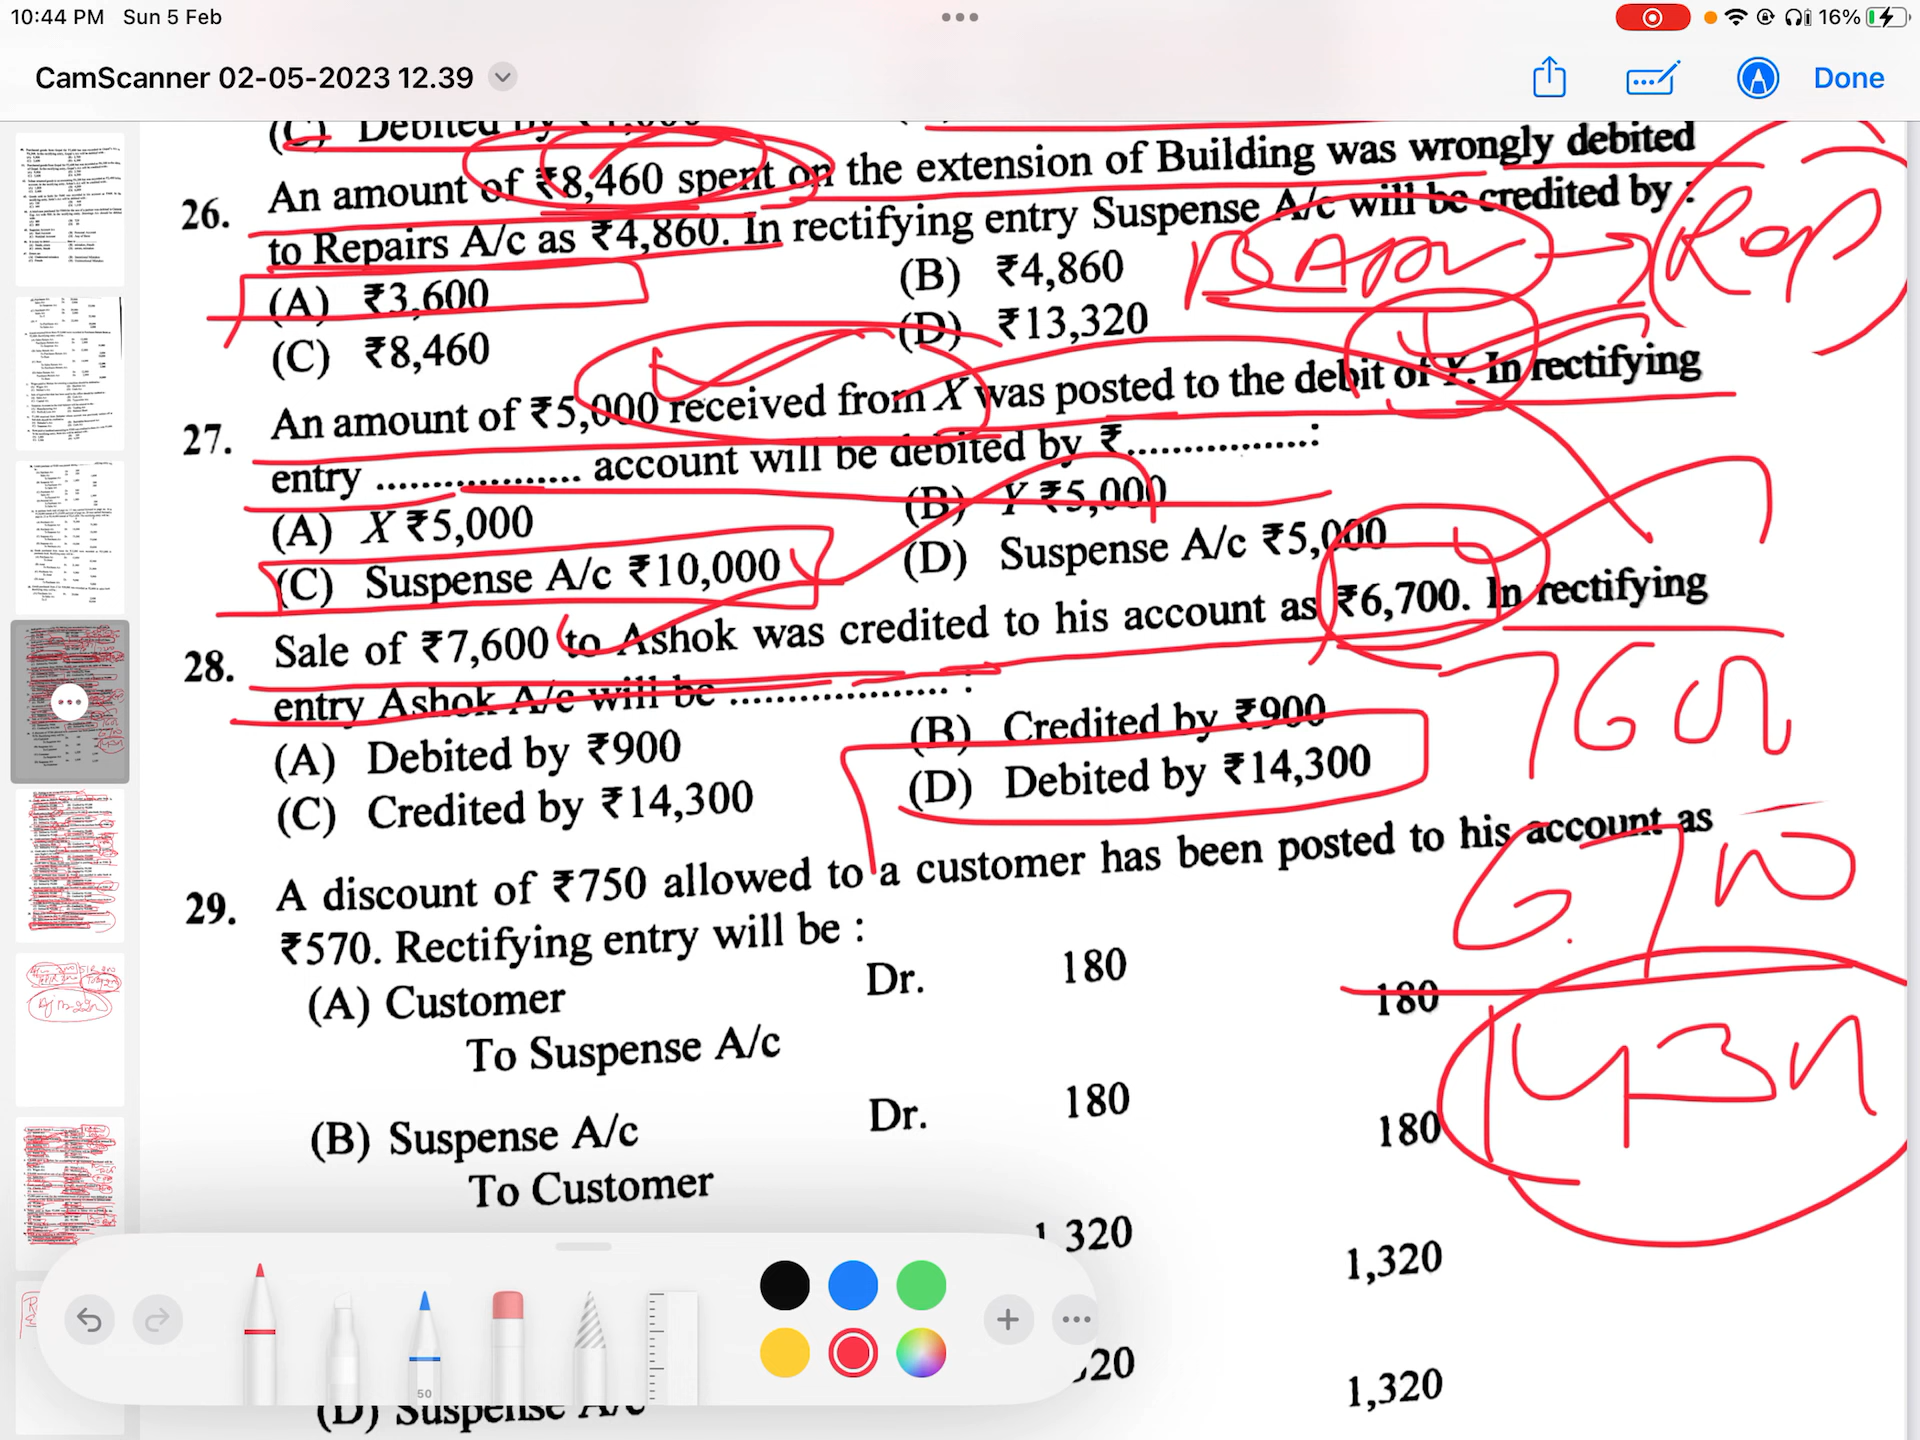 10:44 PM Sun 5 Feb
16%
CamScanner 02-05-2023 12.39
Done
(C) Debited by
26. An amount of ₹8,460 spent on the extension of Building was wrongly debited
to Repairs A/c as ₹4,860. In rectifying entry Suspense A/c will be credited by :
(A) ₹3,600 (B) ₹4,860
(C) ₹8,460 (D) ₹13,320
Rep
27. An amount of ₹5,000 received from X was posted to the debit of Y. In rectifying
entry .................. account will be debited by ₹................:
(A) X ₹5,000 (B) Y ₹5,000
(C) Suspense A/c ₹10,000 (D) Suspense A/c ₹5,000
28. Sale of ₹7,600 to Ashok was credited to his account as ₹6,700. In rectifying
entry Ashok A/c will be ................... :
(A) Debited by ₹900 (B) Credited by ₹900
(C) Credited by ₹14,300 (D) Debited by ₹14,300
7600
6700
29. A discount of ₹750 allowed to a customer has been posted to his account as
₹570. Rectifying entry will be :
(A) Customer Dr. 180
To Suspense A/c 180
(B) Suspense A/c Dr. 180
To Customer 180
1,320
1,320
1,320
(D) Suspense A/c
50